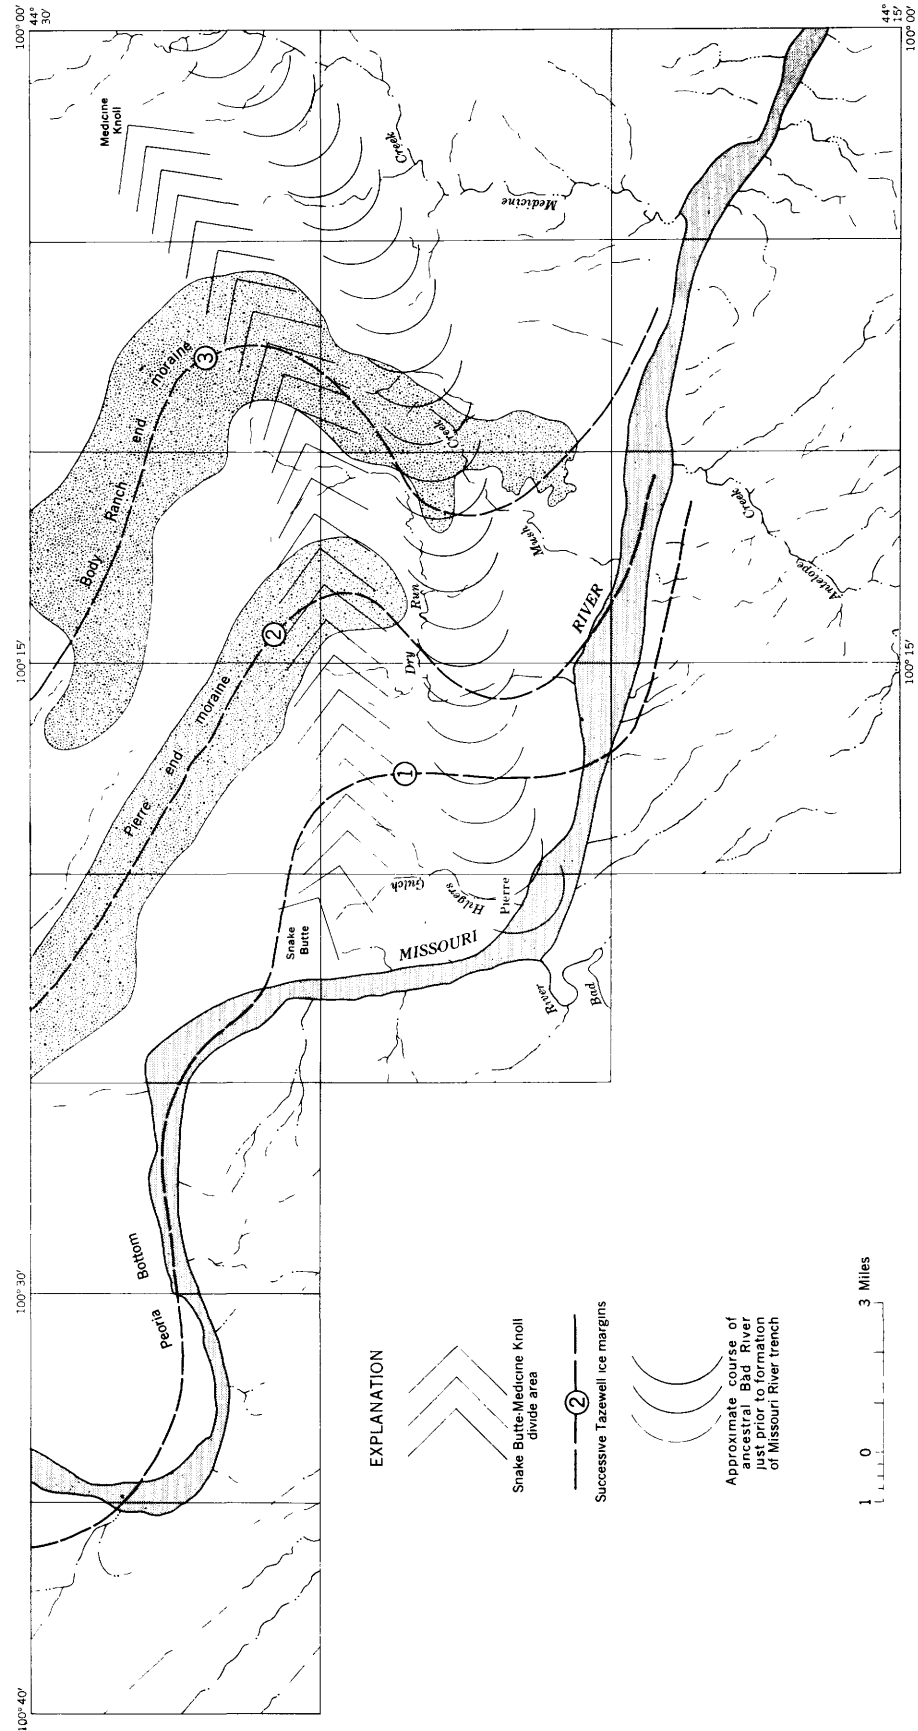 100°00'
44°
30'
44°
15'
100°00'
Medicine
Knoll
Creek
Medicine
3
Body Ranch end moraine
Creek
Mush
Creek
Antelope
2
Pierre end moraine
Run
Dry
RIVER
100°15'
100°15'
1
Gulch
Hilgers
Pierre
Snake
Butte
MISSOURI
River
Bad
Peoria Bottom
100°30'
100°40'
EXPLANATION
Snake Butte-Medicine Knoll
divide area
2
Successive Tazewell ice margins
Approximate course of
ancestral Bad River
just prior to formation
of Missouri River trench
1 0 3 Miles